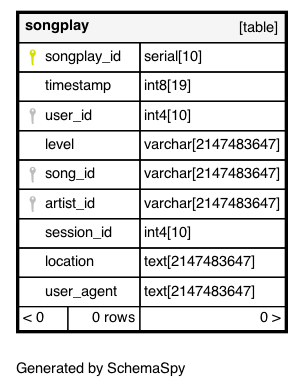 songplay [table]
songplay_id serial[10]
timestamp int8[19]
user_id int4[10]
level varchar[2147483647]
song_id varchar[2147483647]
artist_id varchar[2147483647]
session_id int4[10]
location text[2147483647]
user_agent text[2147483647]
< 0 0 rows 0 >
Generated by SchemaSpy